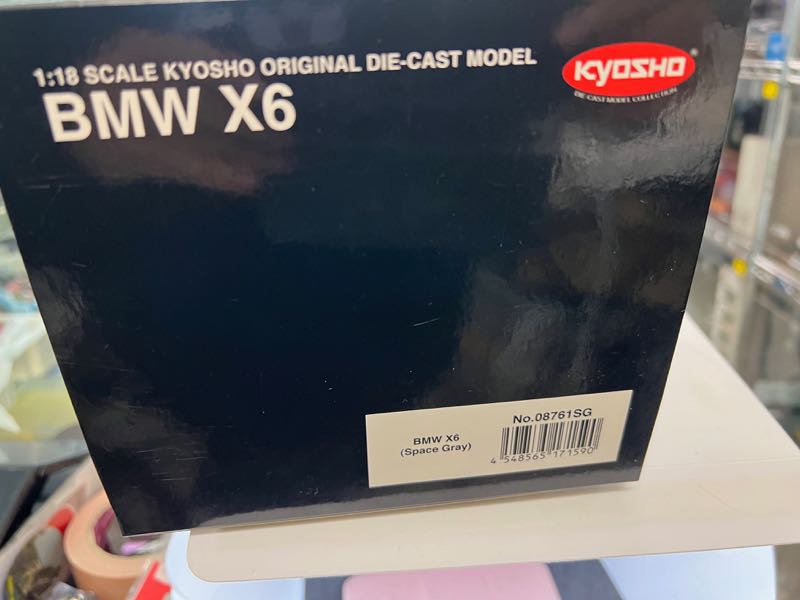 1:18 SCALE KYOSHO ORIGINAL DIE-CAST MODEL
BMW X6
KYOSHO
DIE-CAST MODEL COLLECTION
No.08761SG
BMW X6
(Space Gray)
4 548565 171590